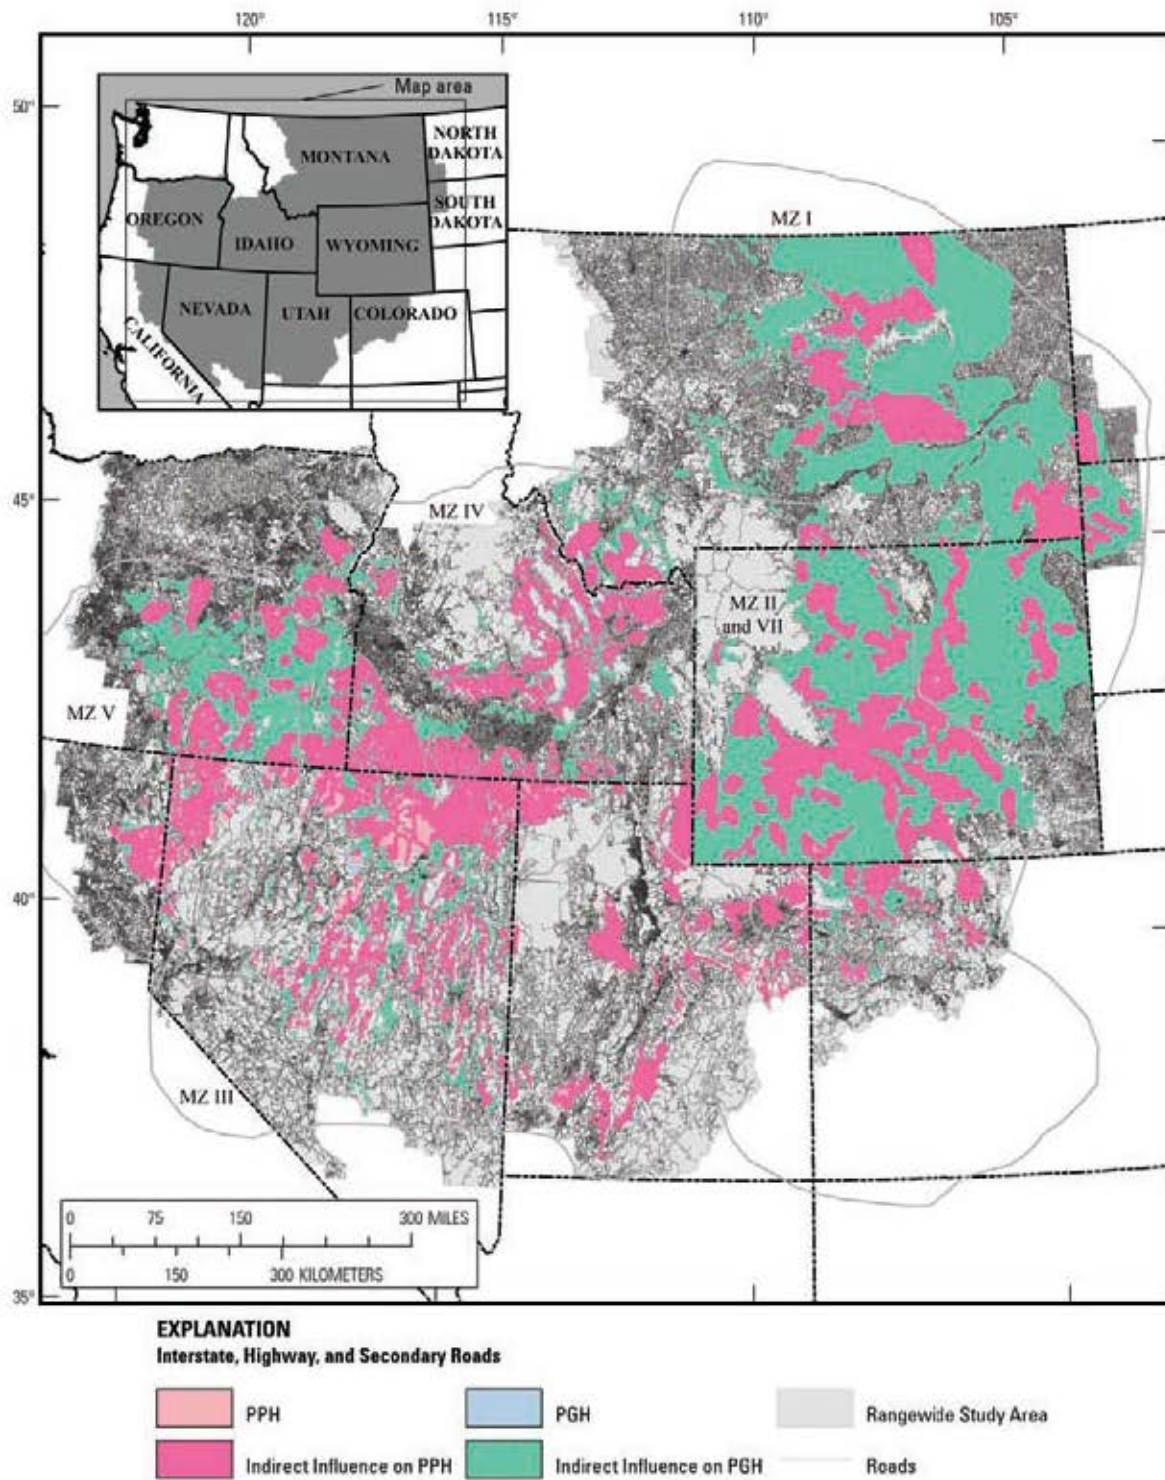 120° 115° 110° 105°
50°
Map area
NORTH
DAKOTA
MONTANA
SOUTH
DAKOTA
OREGON
IDAHO
WYOMING
NEVADA
UTAH
COLORADO
CALIFORNIA
MZ I
45°
MZ IV
MZ II
and VII
MZ V
40°
MZ III
0 75 150 300 MILES
0 150 300 KILOMETERS
35°
EXPLANATION
Interstate, Highway, and Secondary Roads
PPH PGH Rangewide Study Area
Indirect Influence on PPH Indirect Influence on PGH Roads